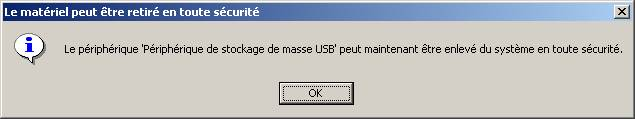 Le matériel peut être retiré en toute sécurité
Le périphérique 'Périphérique de stockage de masse USB' peut maintenant être enlevé du système en toute sécurité.
OK